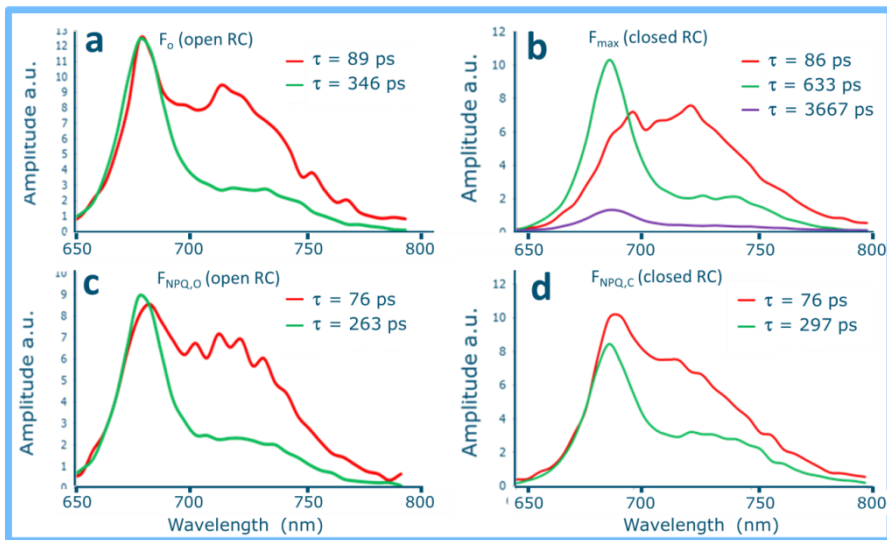 a
F₀ (open RC)
τ = 89 ps
τ = 346 ps
Amplitude a.u.
13
12
11
10
9
8
7
6
5
4
3
2
1
0
650
700
750
800
b
Fmax (closed RC)
τ = 86 ps
τ = 633 ps
τ = 3667 ps
Amplitude a.u.
12
10
8
6
4
2
0
650
700
750
800
c
F_NPQ,O (open RC)
τ = 76 ps
τ = 263 ps
Amplitude a.u.
10
9
8
7
6
5
4
3
2
1
0
650
700
750
800
Wavelength (nm)
d
F_NPQ,C (closed RC)
τ = 76 ps
τ = 297 ps
Amplitude a.u.
12
10
8
6
4
2
0
650
700
750
800
Wavelength (nm)